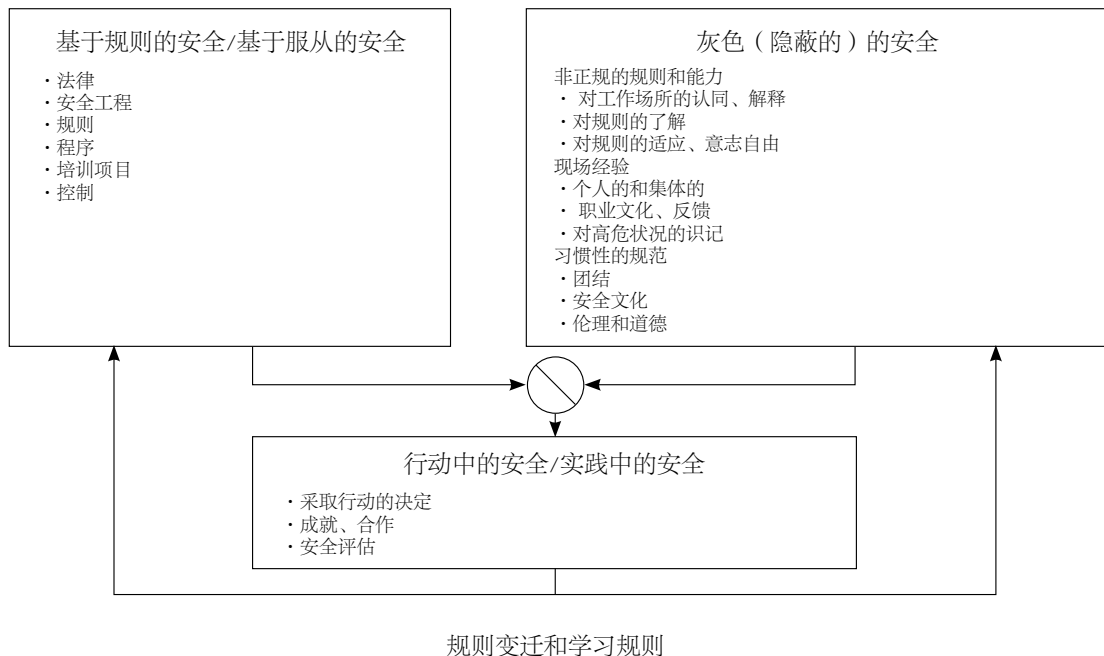 基于规则的安全/基于服从的安全
·法律
·安全工程
·规则
·程序
·培训项目
·控制
灰色（隐蔽的）的安全
非正规的规则和能力
· 对工作场所的认同、解释
·对规则的了解
·对规则的适应、意志自由
现场经验
·个人的和集体的
· 职业文化、反馈
·对高危状况的识记
习惯性的规范
·团结
·安全文化
·伦理和道德
行动中的安全/实践中的安全
·采取行动的决定
·成就、合作
·安全评估
规则变迁和学习规则